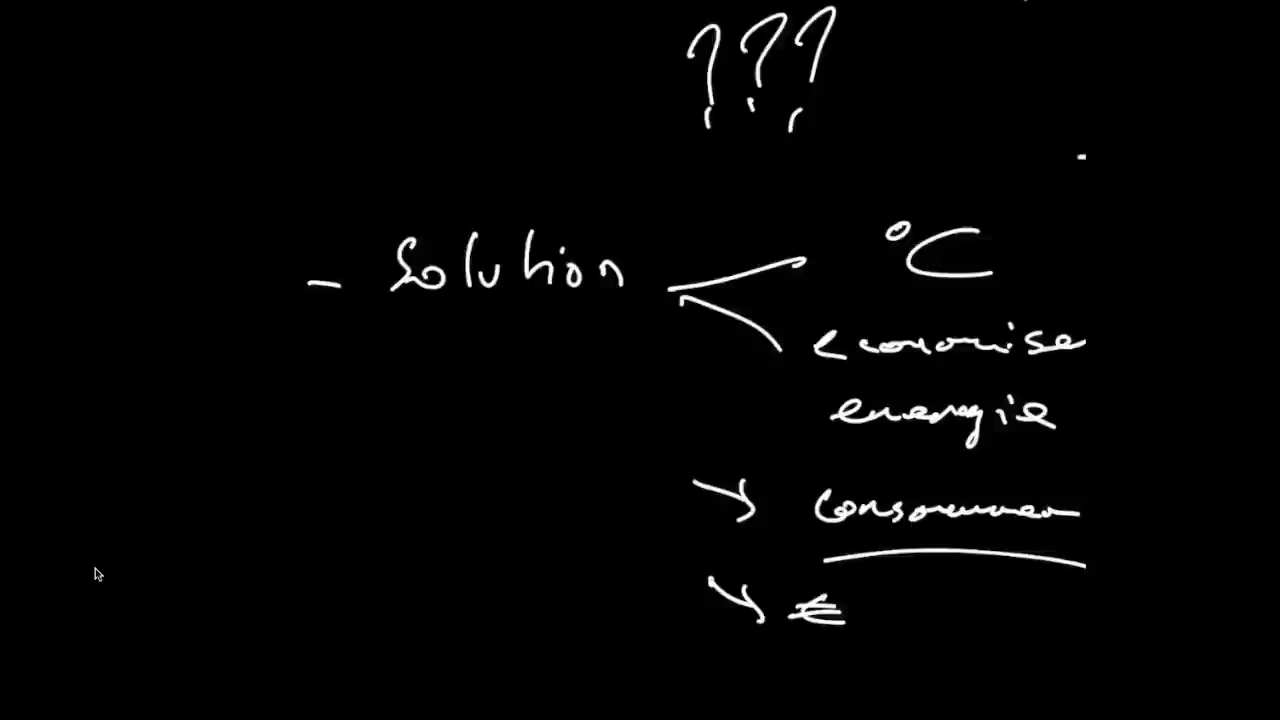 ???
- Solution < °C
economise
energie
↘ consommer
↘ €